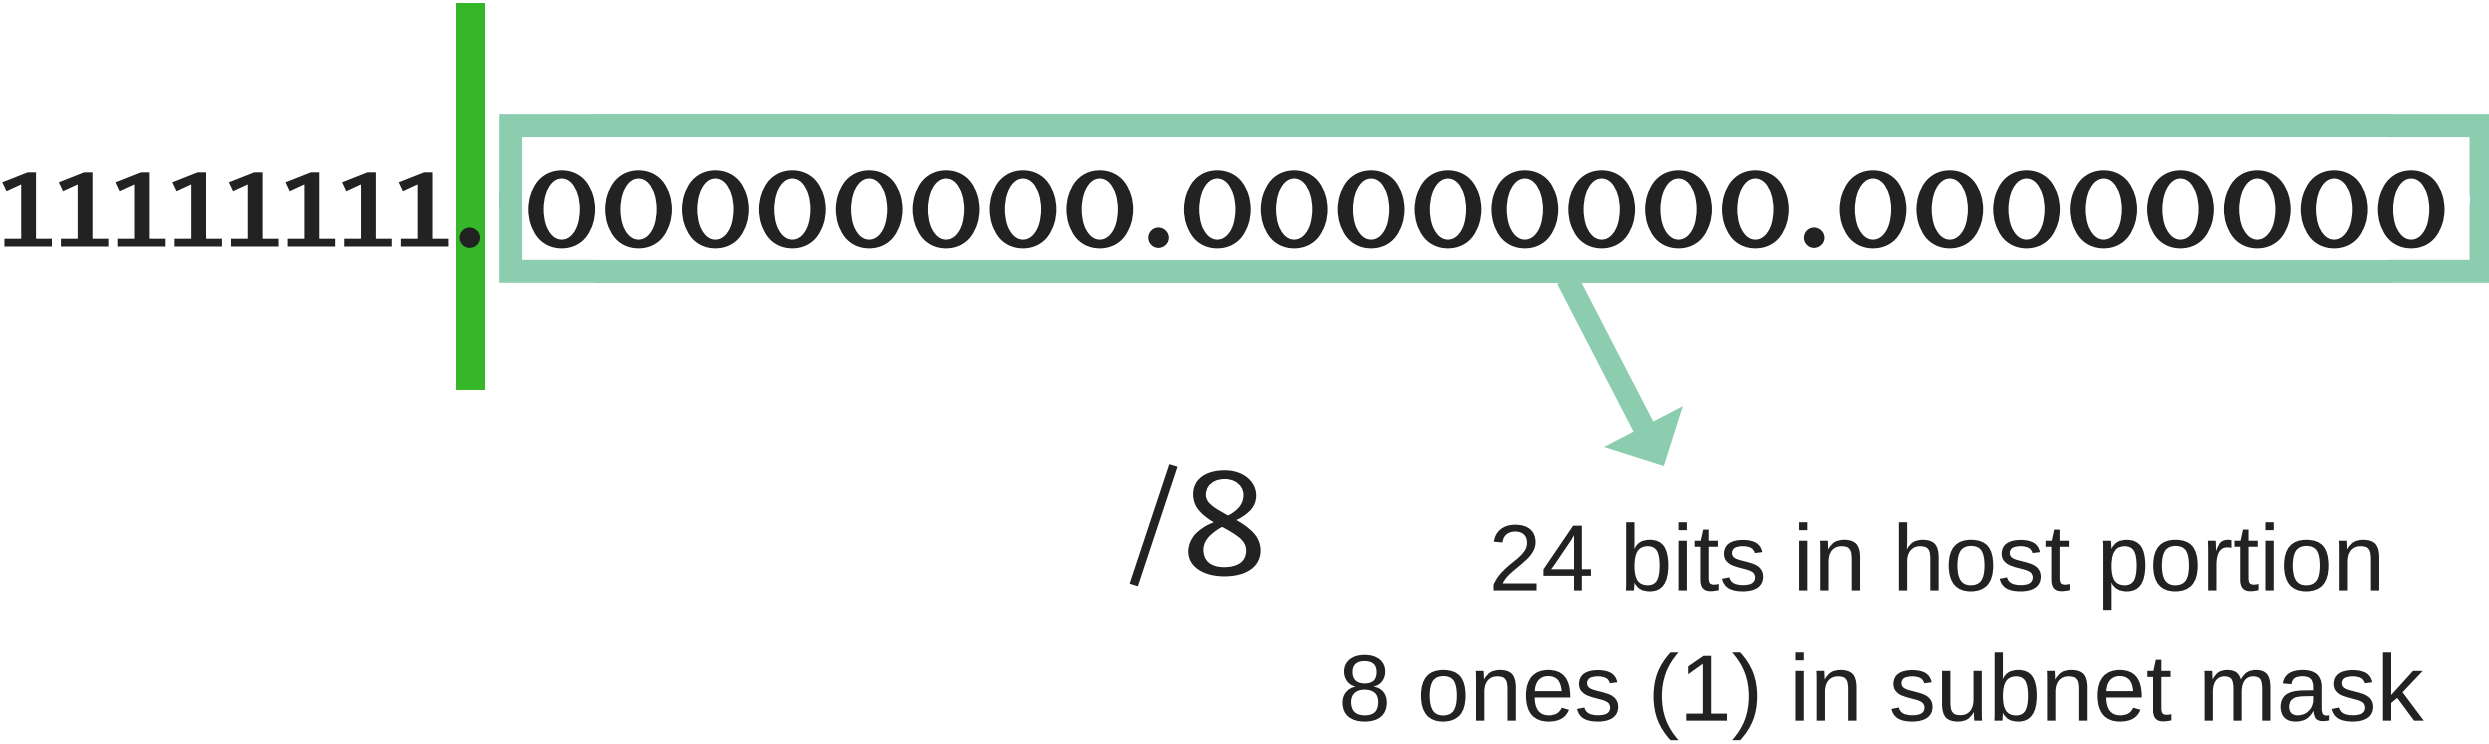 11111111.00000000.00000000.00000000
/8
24 bits in host portion
8 ones (1) in subnet mask